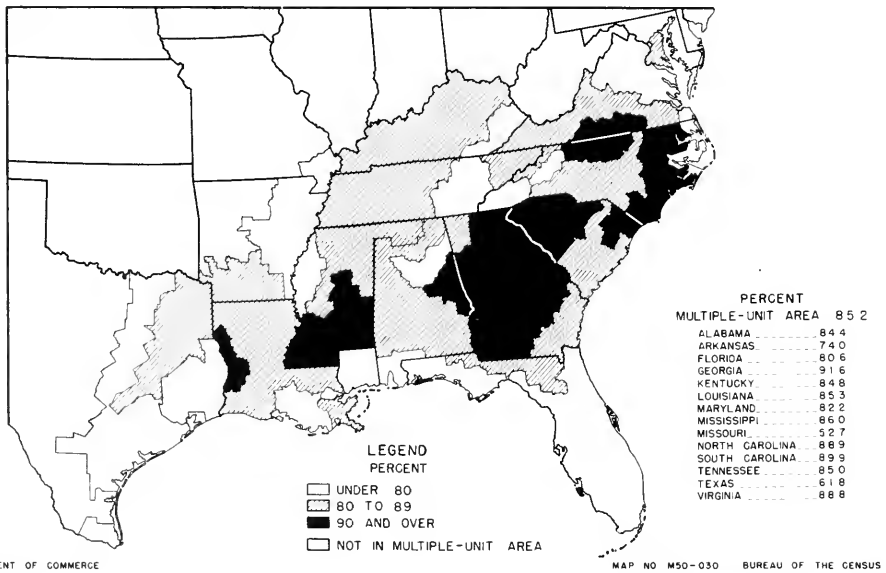 PERCENT
MULTIPLE-UNIT AREA 85 2
ALABAMA 84 4
ARKANSAS 74 0
FLORIDA 80 6
GEORGIA 91 6
KENTUCKY 84 8
LOUISIANA 85 3
MARYLAND 82 2
MISSISSIPPI 86 0
MISSOURI 52 7
NORTH CAROLINA 88 9
SOUTH CAROLINA 89 9
TENNESSEE 85 0
TEXAS 61 8
VIRGINIA 88 8
LEGEND
PERCENT
UNDER 80
80 TO 89
90 AND OVER
NOT IN MULTIPLE-UNIT AREA
ENT OF COMMERCE
MAP NO M50-030 BUREAU OF THE CENSUS